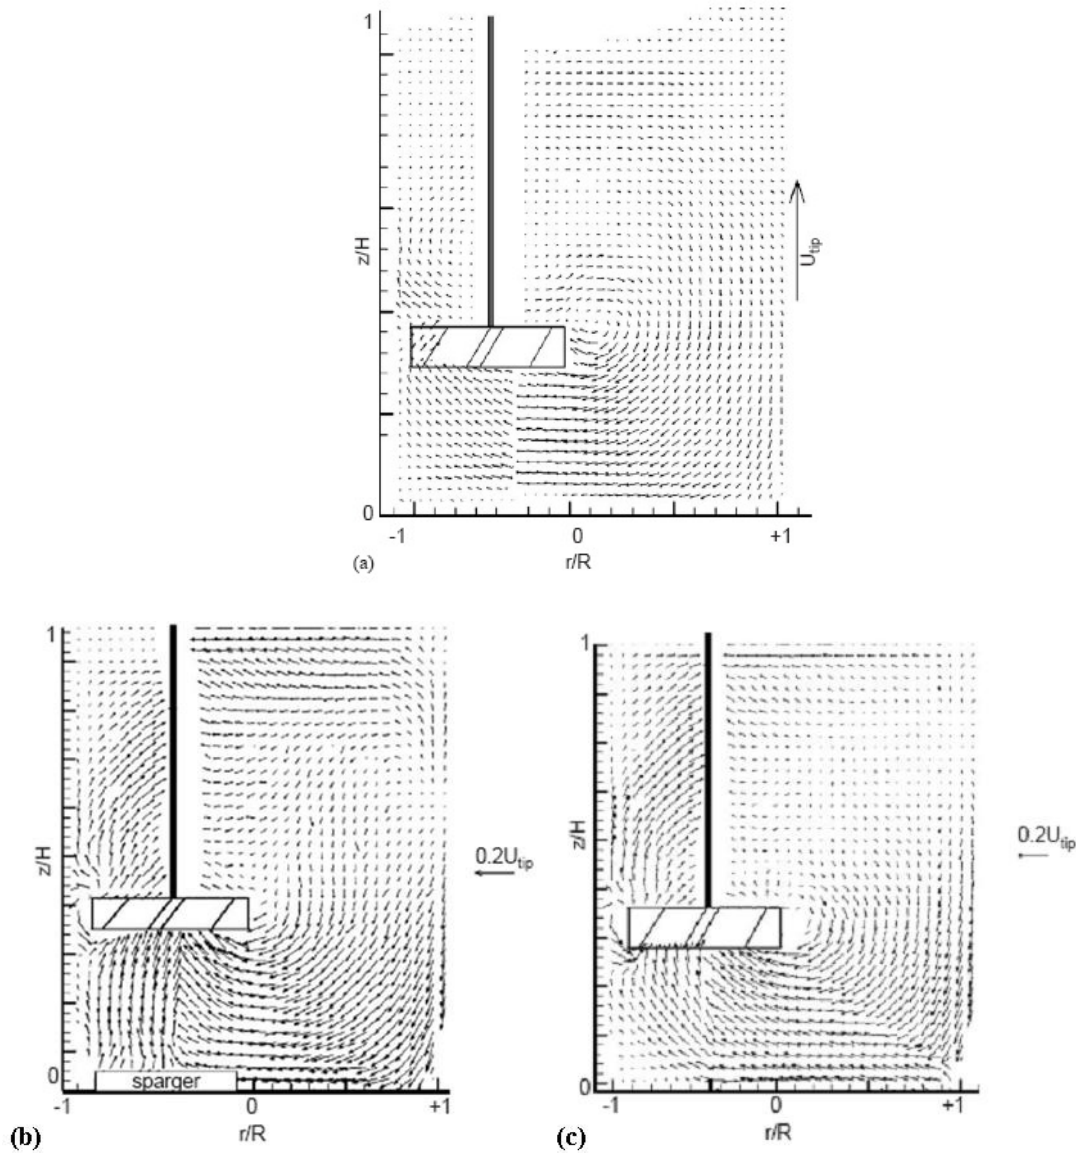 1
z/H
U_tip
0
-1 0 +1
(a) r/R
1 1
z/H 0.2U_tip z/H 0.2U_tip
0 sparqer 0
-1 0 +1 -1 0 +1
(b) r/R (c) r/R